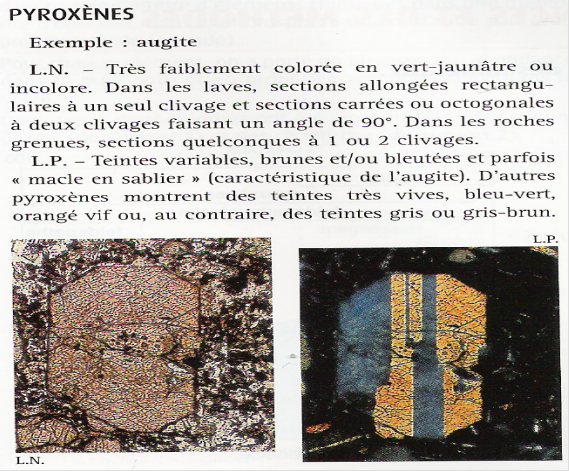 PYROXÈNES
Exemple : augite
L.N. – Très faiblement colorée en vert-jaunâtre ou
incolore. Dans les laves, sections allongées rectangu-
laires à un seul clivage et sections carrées ou octogonales
à deux clivages faisant un angle de 90°. Dans les roches
grenues, sections quelconques à 1 ou 2 clivages.
L.P. – Teintes variables, brunes et/ou bleutées et parfois
« macle en sablier » (caractéristique de l'augite). D'autres
pyroxènes montrent des teintes très vives, bleu-vert,
orangé vif ou, au contraire, des teintes gris ou gris-brun.
L.P.
L.N.